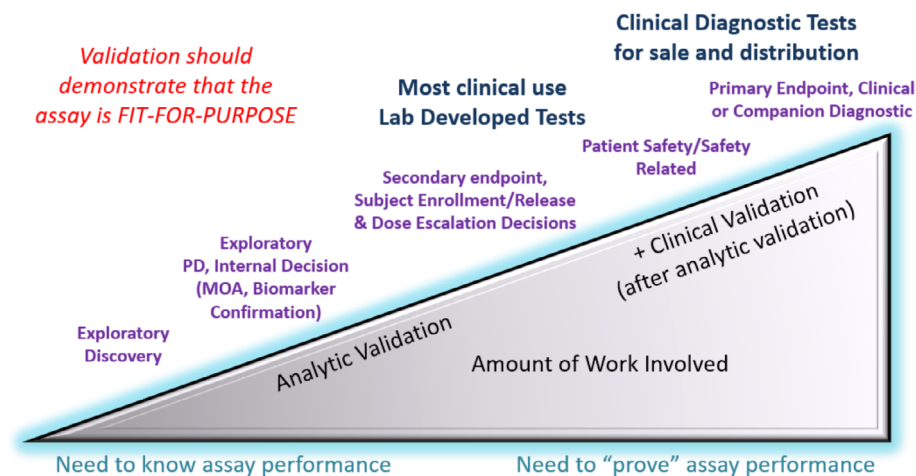 Validation should
demonstrate that the
assay is FIT-FOR-PURPOSE
Clinical Diagnostic Tests
for sale and distribution
Most clinical use
Lab Developed Tests
Primary Endpoint, Clinical
or Companion Diagnostic
Patient Safety/Safety
Related
Secondary endpoint,
Subject Enrollment/Release
& Dose Escalation Decisions
Exploratory
PD, Internal Decision
(MOA, Biomarker
Confirmation)
Exploratory
Discovery
Analytic Validation
+ Clinical Validation
(after analytic validation)
Amount of Work Involved
Need to know assay performance
Need to “prove” assay performance